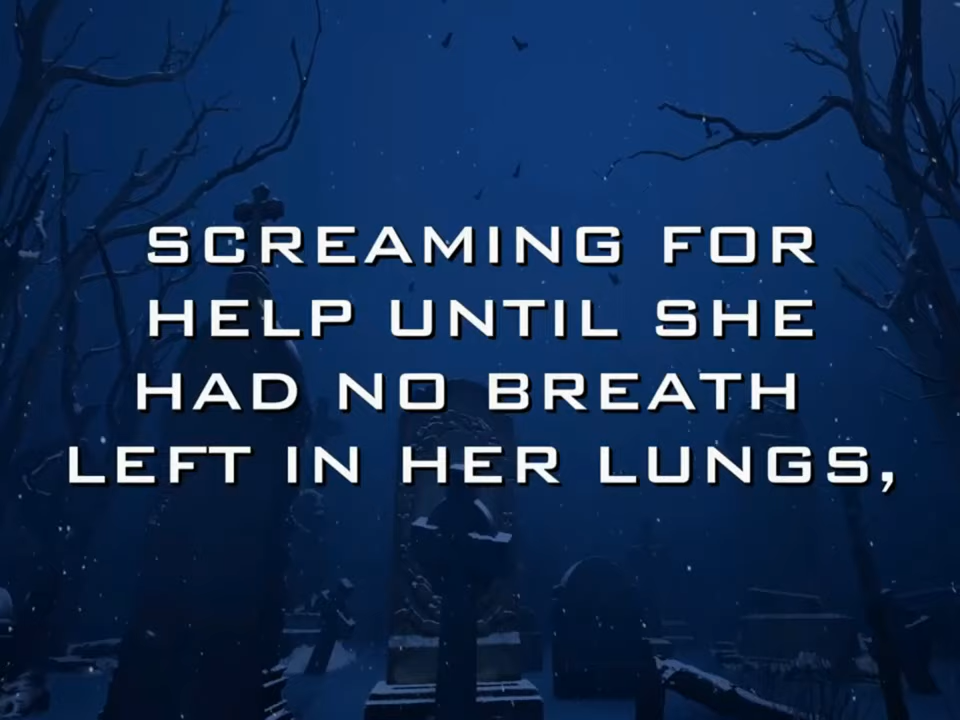 SCREAMING FOR
HELP UNTIL SHE
HAD NO BREATH
LEFT IN HER LUNGS,